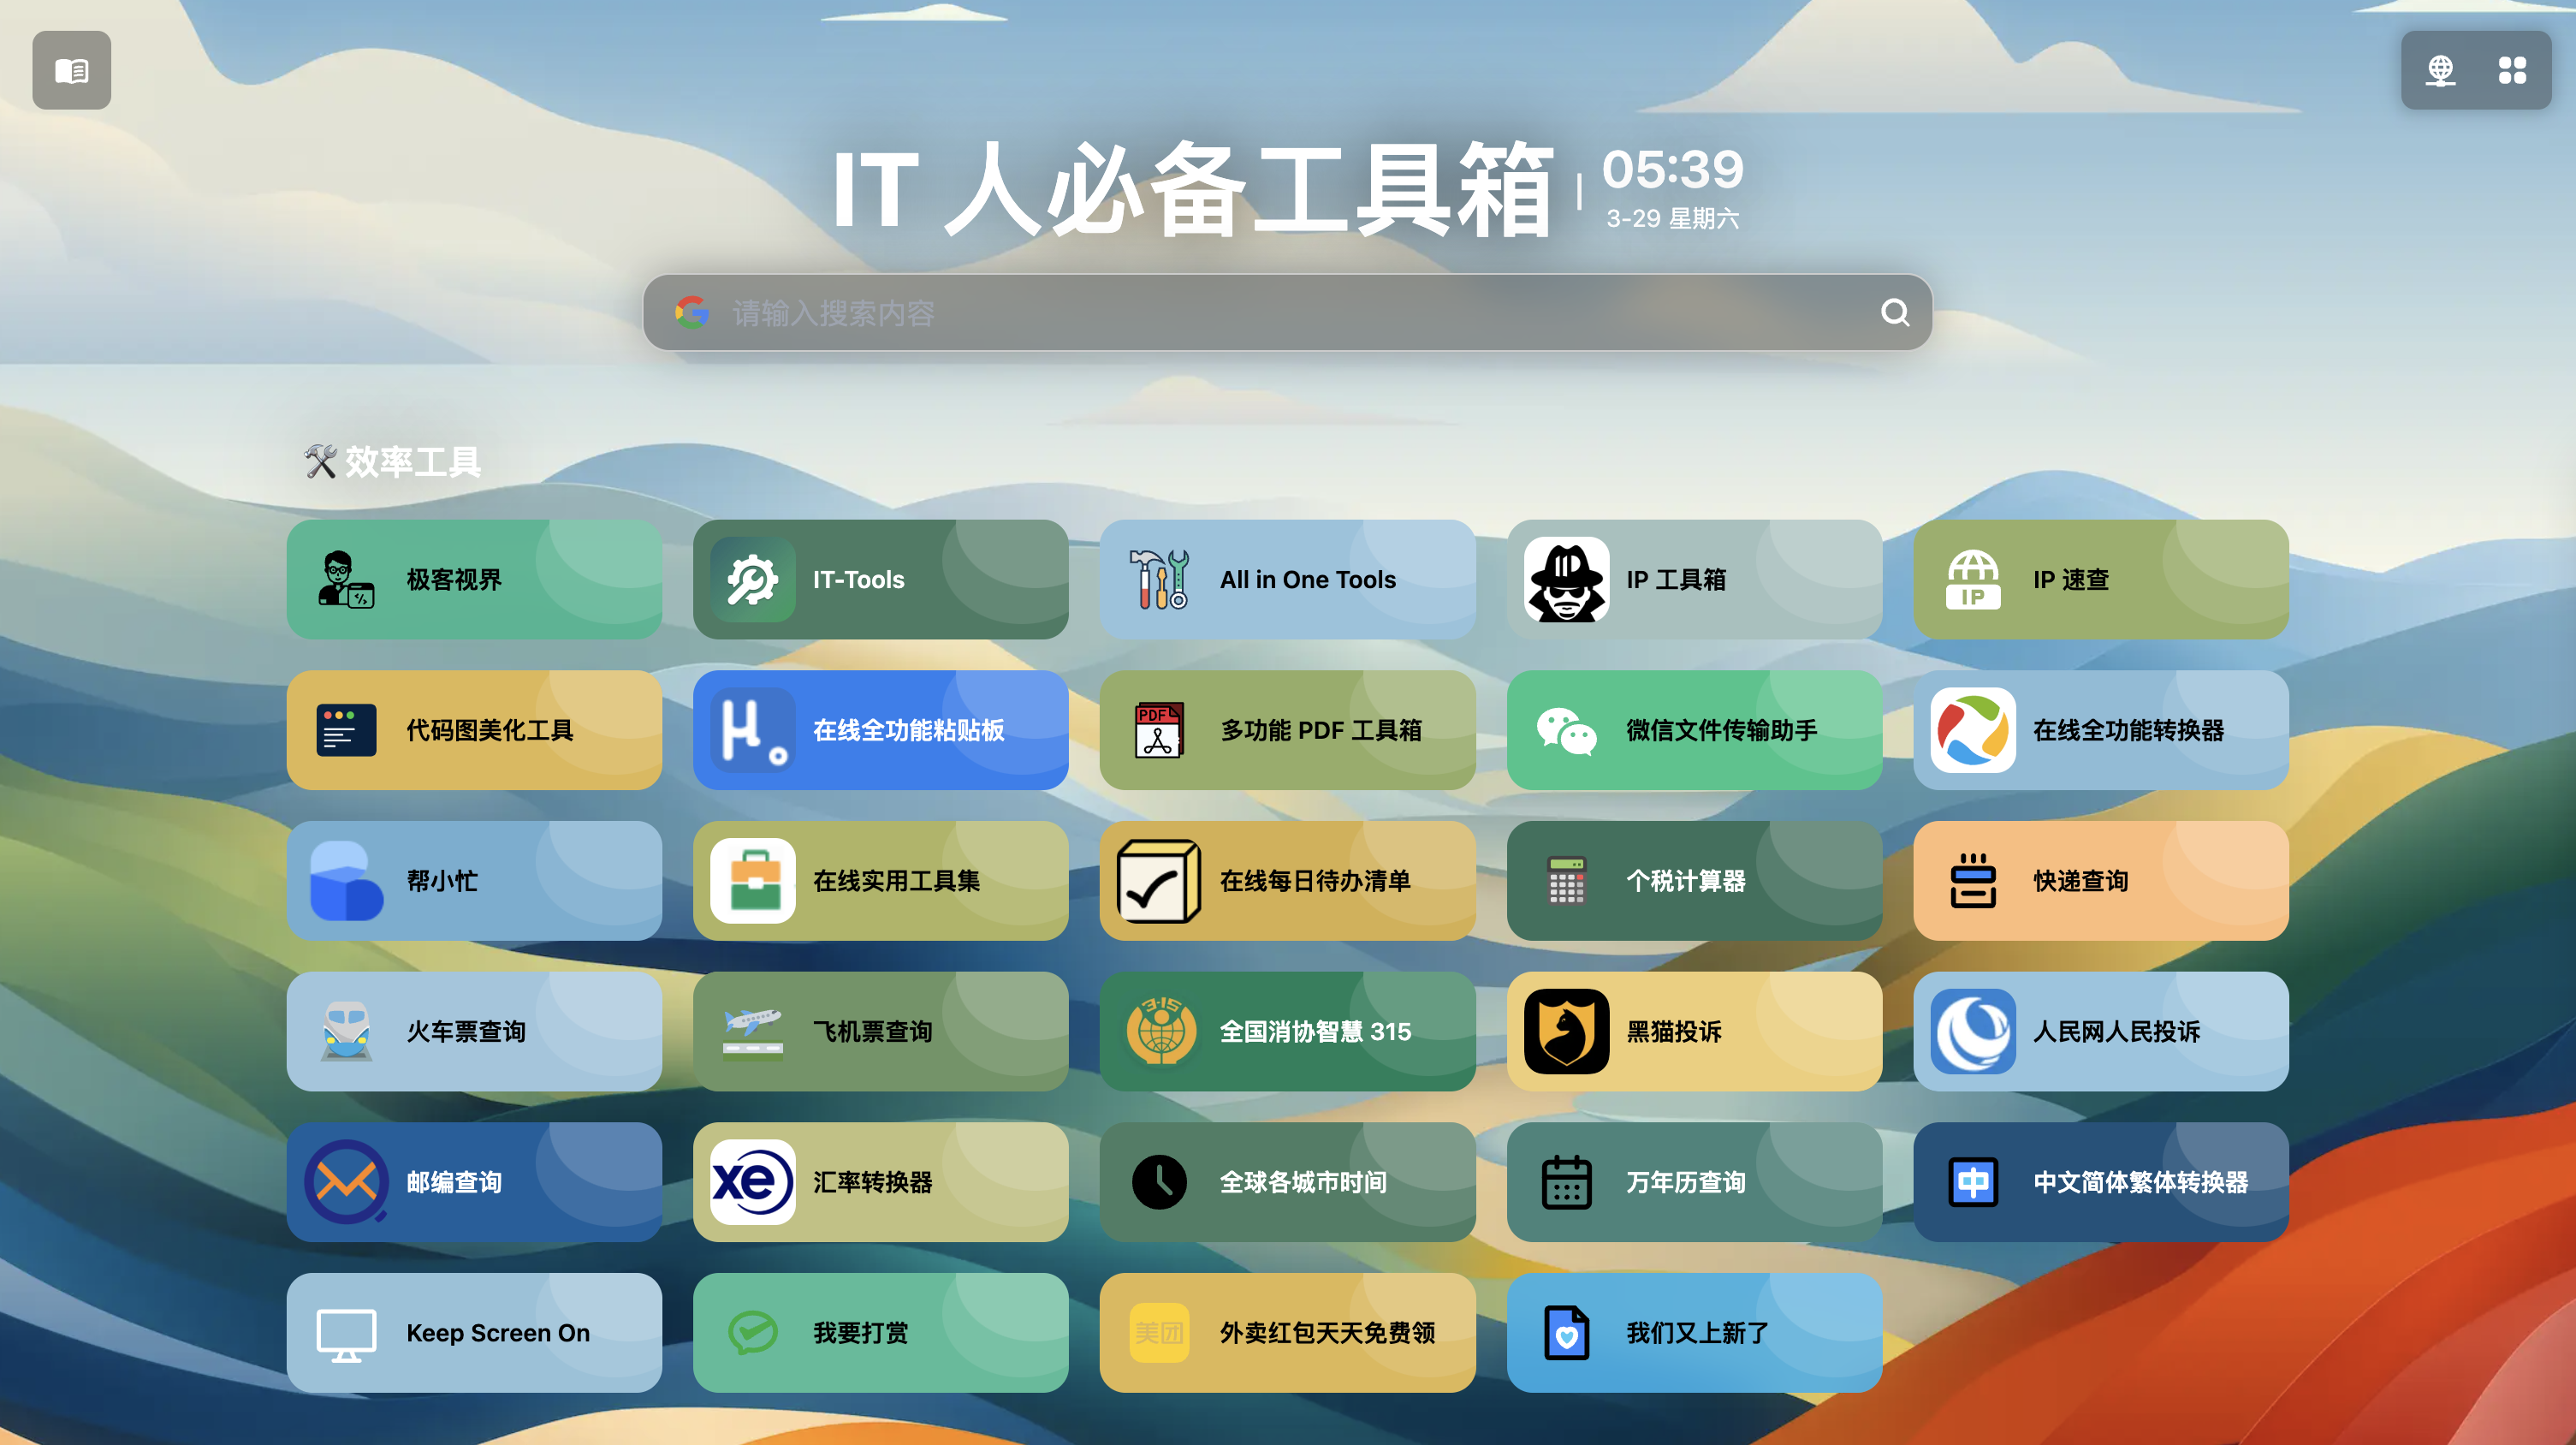 IT 人必备工具箱
05:39
3-29 星期六
请输入搜索内容
效率工具
极客视界
IT-Tools
All in One Tools
IP 工具箱
IP
IP 速查
代码图美化工具
在线全功能粘贴板
PDF
多功能 PDF 工具箱
微信文件传输助手
在线全功能转换器
帮小忙
在线实用工具集
在线每日待办清单
个税计算器
快递查询
火车票查询
飞机票查询
3·15
全国消协智慧 315
黑猫投诉
人民网人民投诉
邮编查询
xe
汇率转换器
全球各城市时间
万年历查询
中
中文简体繁体转换器
Keep Screen On
我要打赏
美团
外卖红包天天免费领
我们又上新了